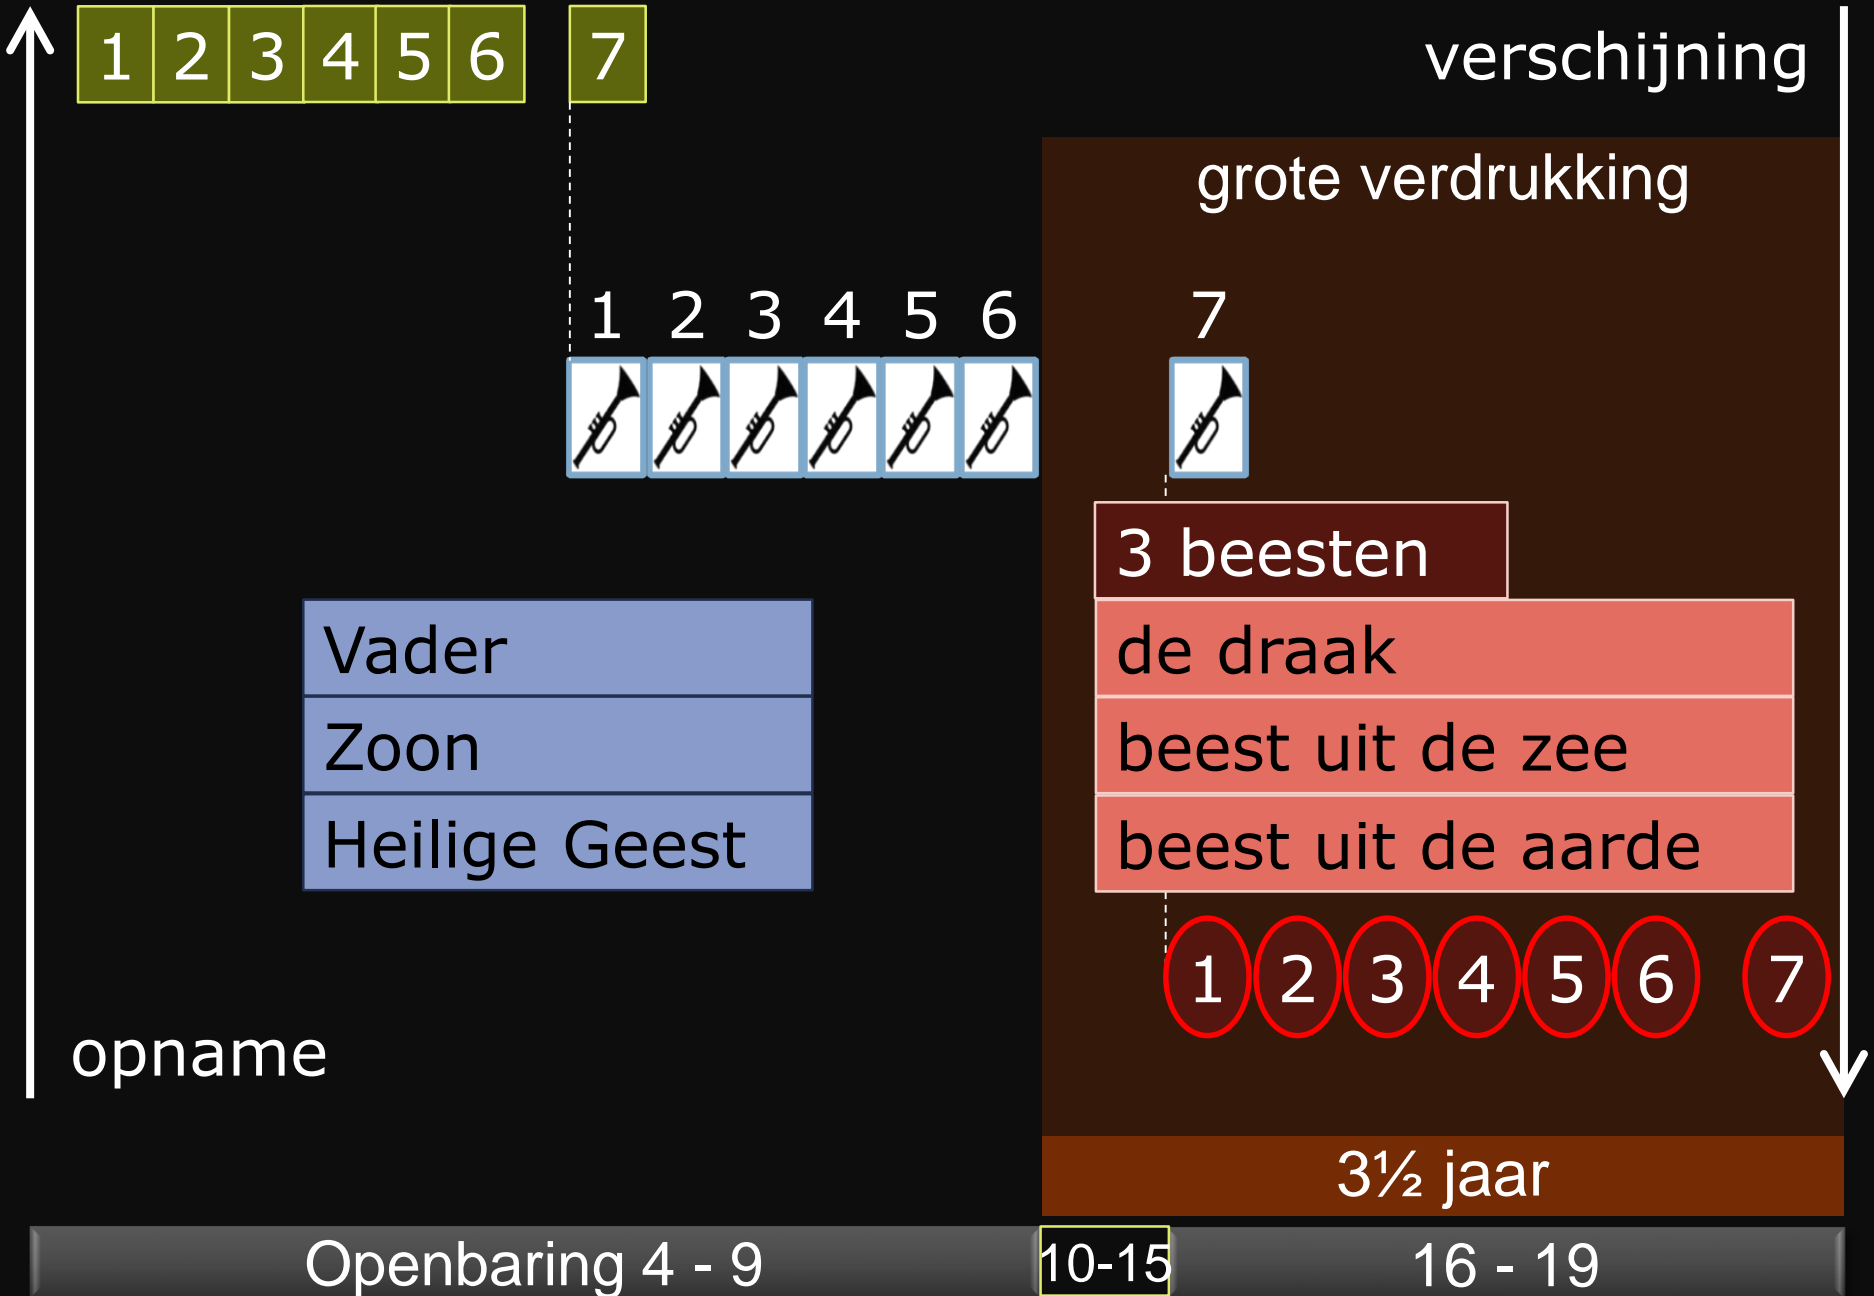 1 2 3 4 5 6 7
verschijning
grote verdrukking
1 2 3 4 5 6 7
3 beesten
Vader
Zoon
Heilige Geest
de draak
beest uit de zee
beest uit de aarde
1 2 3 4 5 6 7
opname
3½ jaar
Openbaring 4 - 9
10-15
16 - 19